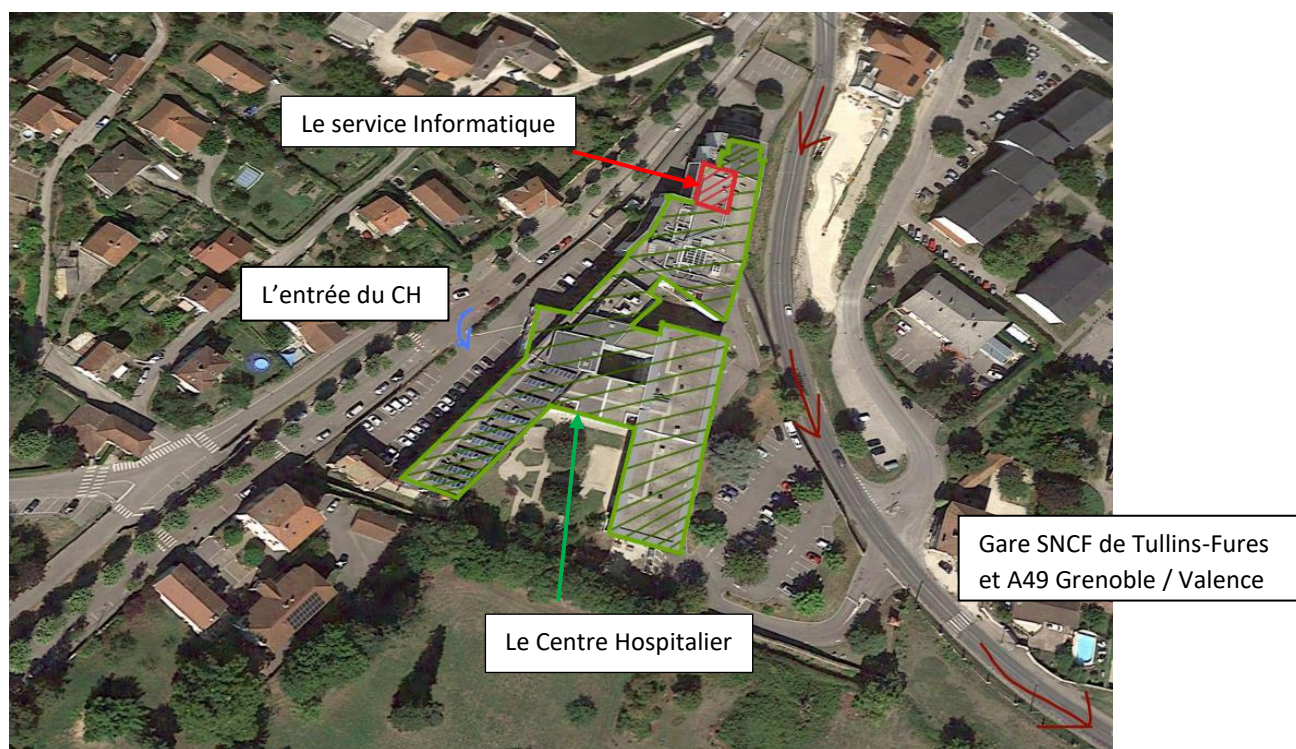 Le service Informatique
L’entrée du CH
Gare SNCF de Tullins-Fures
et A49 Grenoble / Valence
Le Centre Hospitalier